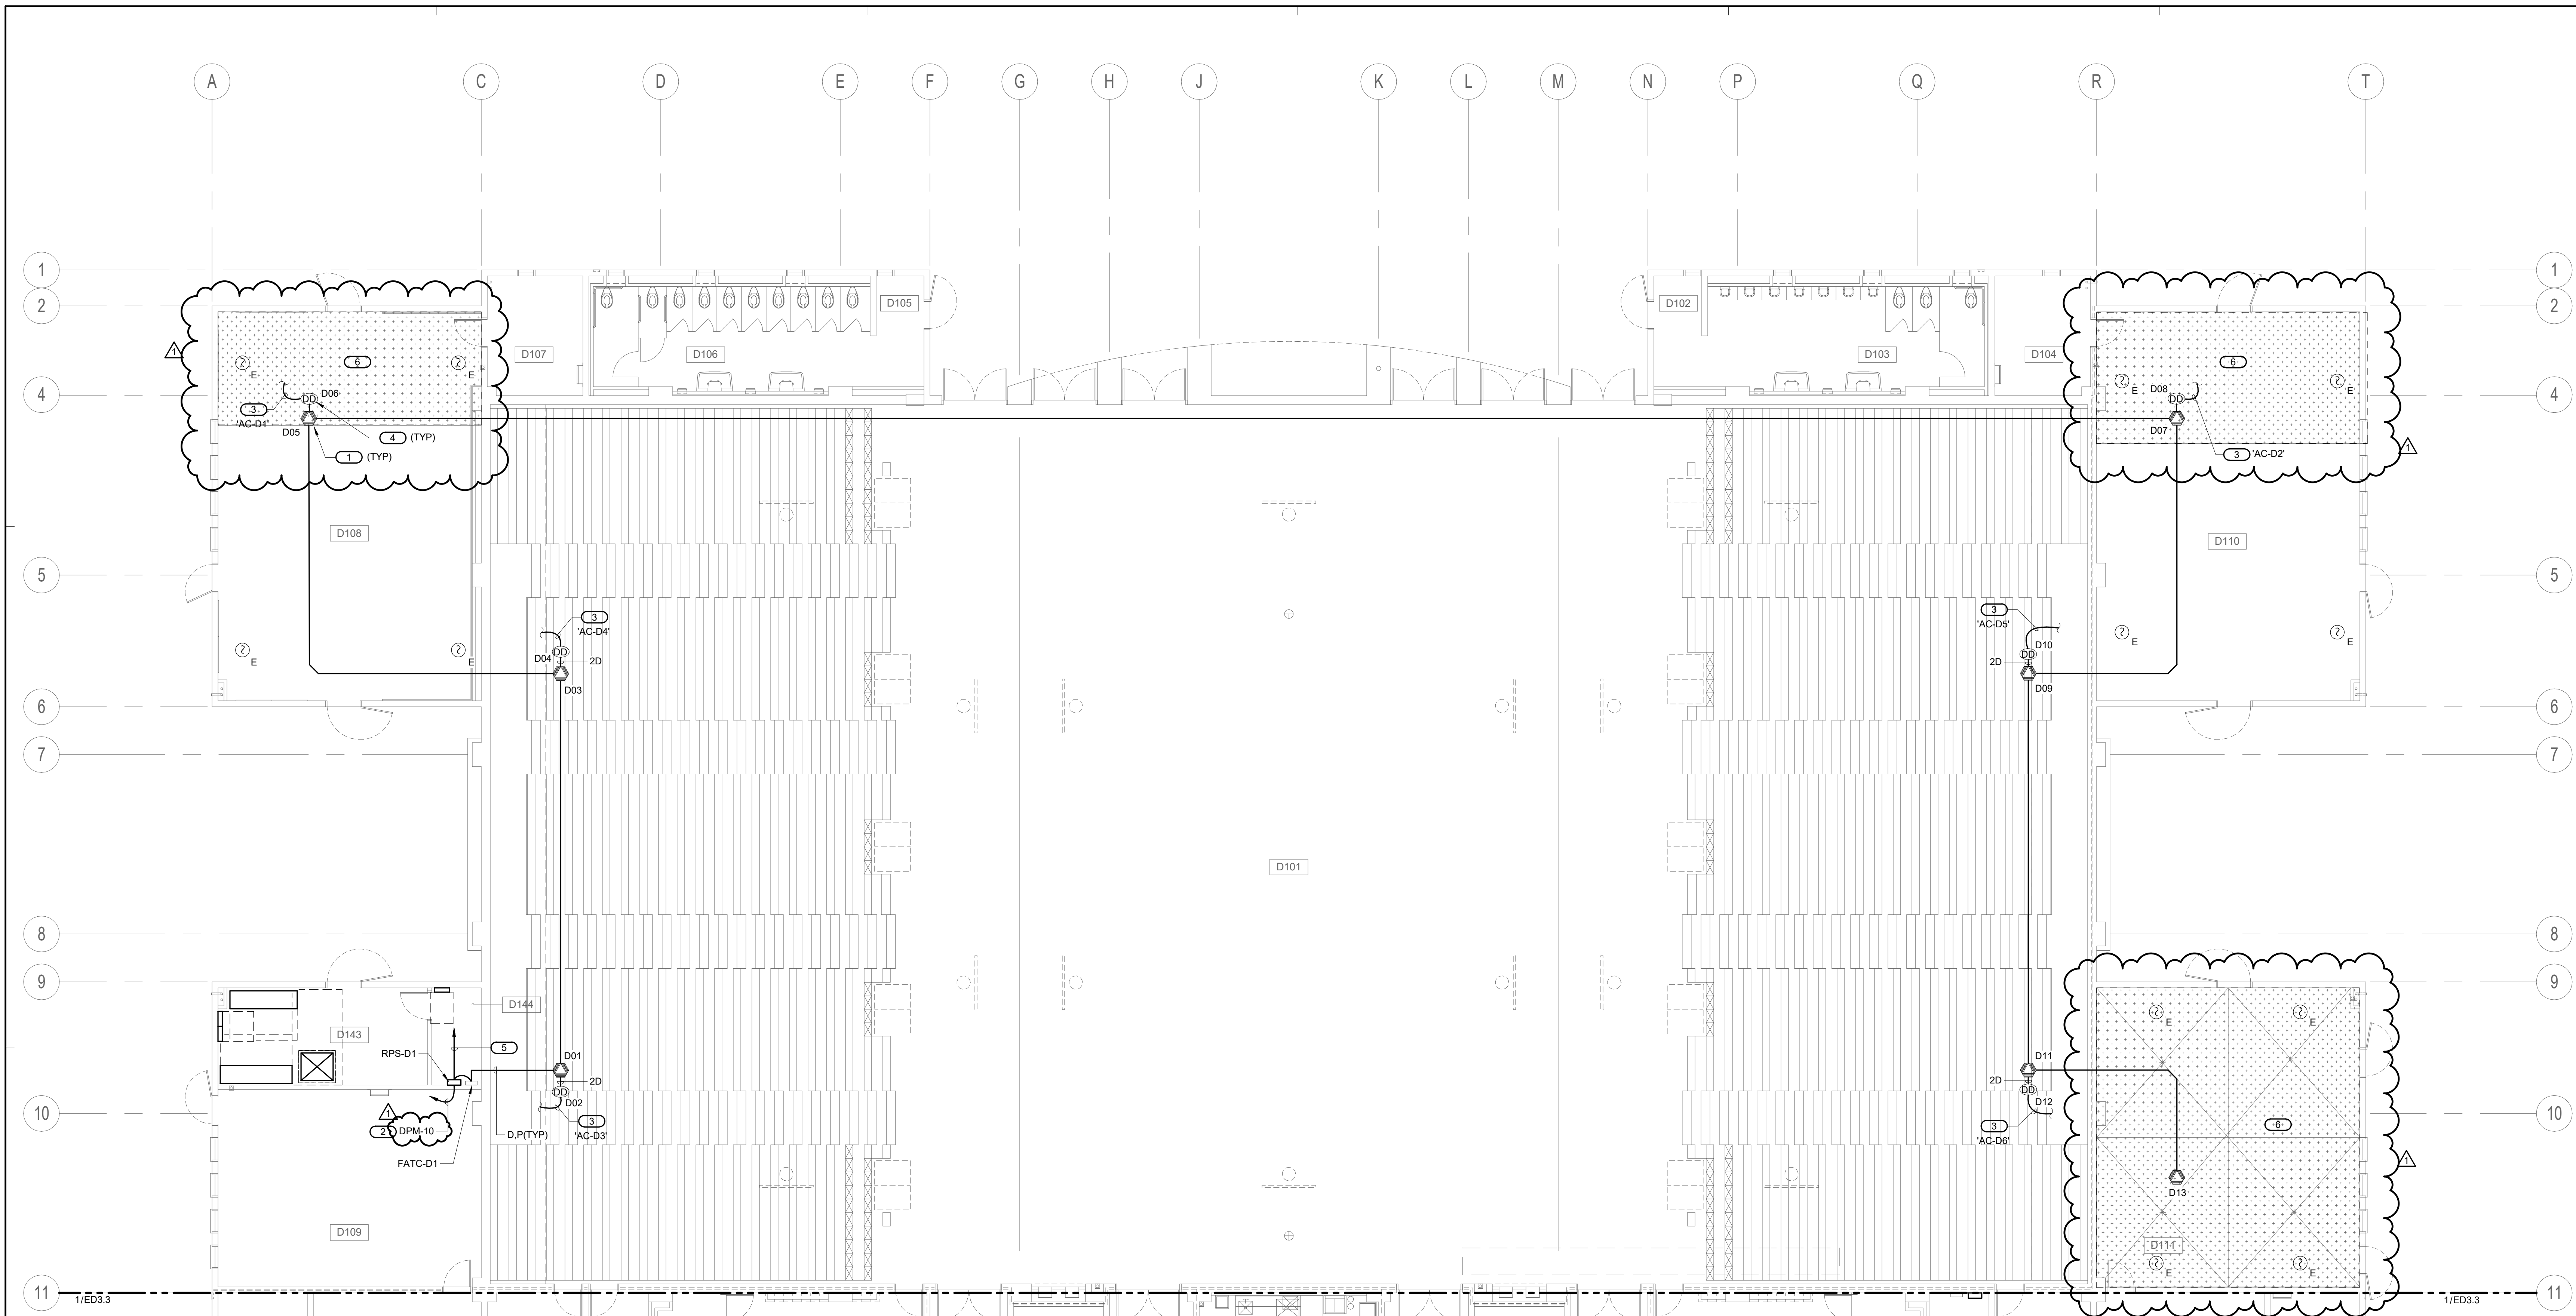 A C D E F G H J K L M N P Q R T
1 1
2 2
D105 D102
D107 D106 D103 D104
1
6 6
E E E E
D06 D08
DD DD
4 4
3
'AC-D1'
D05 D07
4 (TYP)
1 (TYP)
3 'AC-D2'
1
D108 D110
5 5
3 3
'AC-D4' 'AC-D5'
E E E E
D04 DD D10
2D DD
2D
D03 D09
6 6
7 7
D101
8 8
9 9
D144
E E
D143
5
RPS-D1
D01 D11
2D 2D
DD DD
D02 D12
1
10 10
2 DPM-10
3 3
'AC-D3' 'AC-D6'
6
D,P(TYP)
FATC-D1
1
D13
D109 D111
E E
11 11
1/ED3.3 1/ED3.3